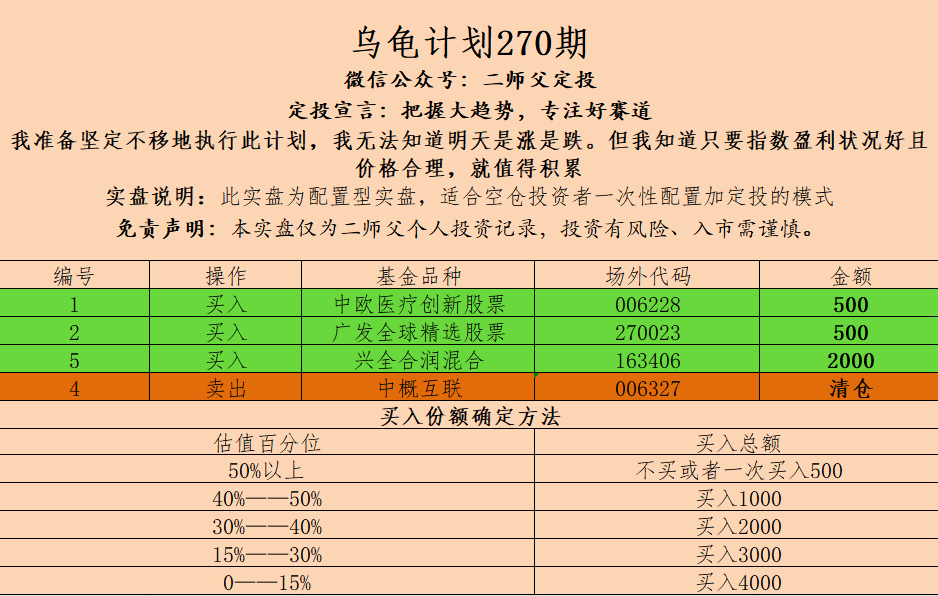 乌龟计划270期
微信公众号：二师父定投
定投宣言：把握大趋势，专注好赛道
我准备坚定不移地执行此计划，我无法知道明天是涨是跌。但我知道只要指数盈利状况好且
价格合理，就值得积累
实盘说明：此实盘为配置型实盘，适合空仓投资者一次性配置加定投的模式
免责声明：本实盘仅为二师父个人投资记录，投资有风险、入市需谨慎。
编号 操作 基金品种 场外代码 金额
1 买入 中欧医疗创新股票 006228 500
2 买入 广发全球精选股票 270023 500
5 买入 兴全合润混合 163406 2000
4 卖出 中概互联 006327 清仓
买入份额确定方法
估值百分位 买入总额
50%以上 不买或者一次买入500
40%——50% 买入1000
30%——40% 买入2000
15%——30% 买入3000
0——15% 买入4000